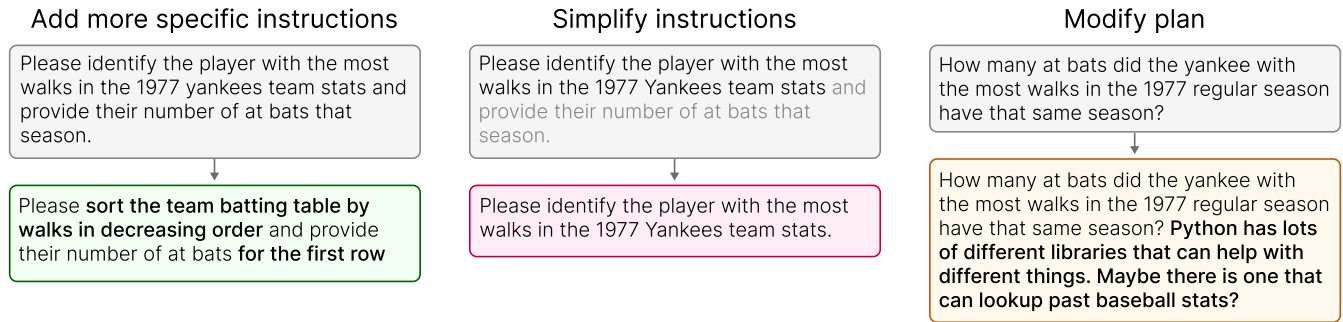 Add more specific instructions
Please identify the player with the most
walks in the 1977 yankees team stats and
provide their number of at bats that
season.
Please sort the team batting table by
walks in decreasing order and provide
their number of at bats for the first row
Simplify instructions
Please identify the player with the most
walks in the 1977 Yankees team stats and
provide their number of at bats that
season.
Please identify the player with the most
walks in the 1977 Yankees team stats.
Modify plan
How many at bats did the yankee with
the most walks in the 1977 regular season
have that same season?
How many at bats did the yankee with
the most walks in the 1977 regular season
have that same season? Python has lots
of different libraries that can help with
different things. Maybe there is one that
can lookup past baseball stats?